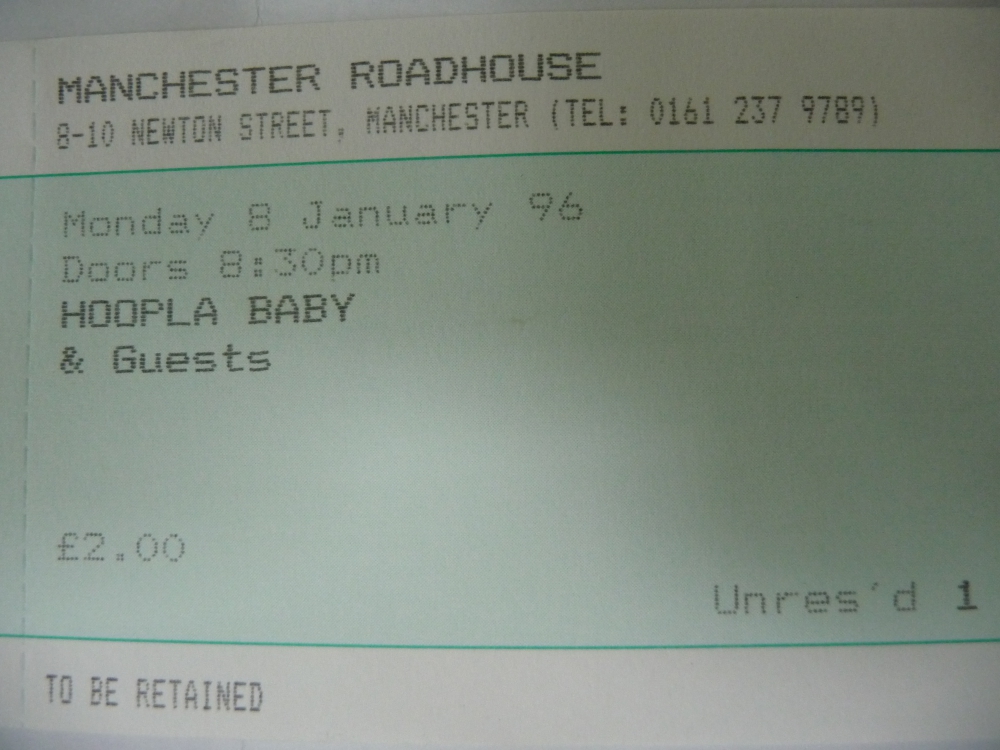 MANCHESTER ROADHOUSE
8-10 NEWTON STREET, MANCHESTER (TEL: 0161 237 9789)
Monday 8 January 96
Doors 8:30pm
HOOPLA BABY
& Guests
£2.00
Unres'd 1
TO BE RETAINED